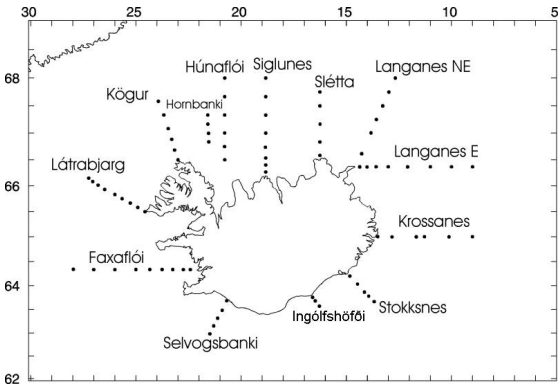 30 25 20 15 10 5
68
66
64
62
Húnaflói
Siglunes
Langanes NE
Slétta
Kögur
Hornbanki
Langanes E
Látrabjarg
Krossanes
Faxaflói
Ingólfshöfði
Stokksnes
Selvogsbanki